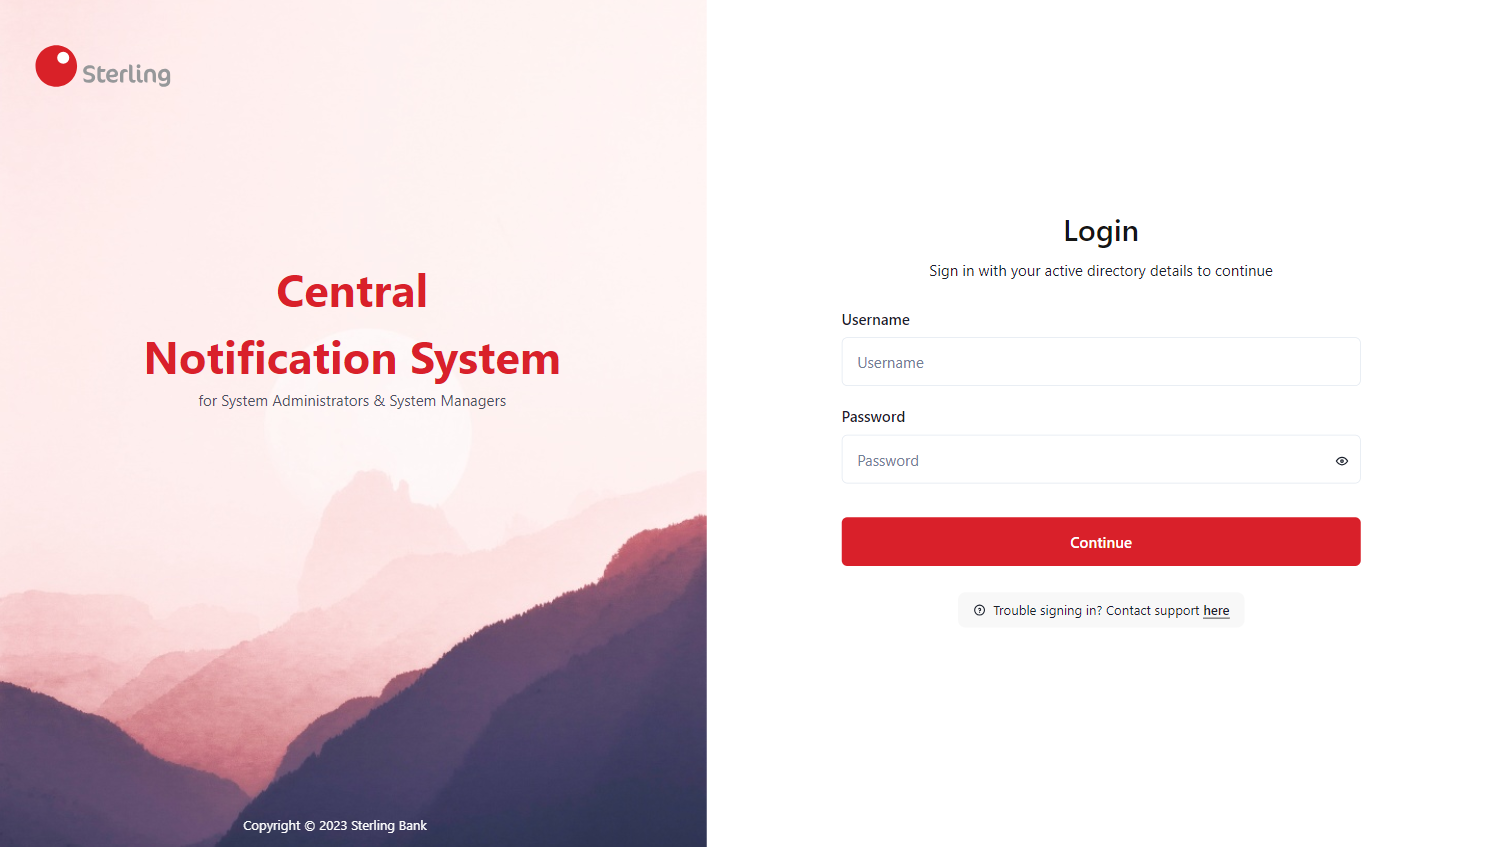 Sterling
Central
Notification System
for System Administrators & System Managers
Copyright © 2023 Sterling Bank
Login
Sign in with your active directory details to continue
Username
Username
Password
Password
Continue
Trouble signing in? Contact support here